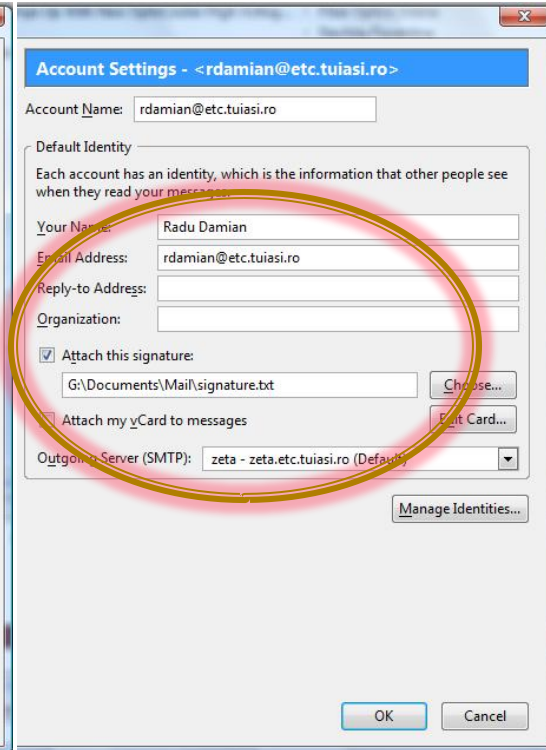 Account Settings - <rdamian@etc.tuiasi.ro>
Account Name: rdamian@etc.tuiasi.ro
Default Identity
Each account has an identity, which is the information that other people see
when they read your messages.
Your Name: Radu Damian
Email Address: rdamian@etc.tuiasi.ro
Reply-to Address:
Organization:
Attach this signature:
G:\Documents\Mail\signature.txt Choose...
Attach my vCard to messages Edit Card...
Outgoing Server (SMTP): zeta - zeta.etc.tuiasi.ro (Default)
Manage Identities...
OK Cancel